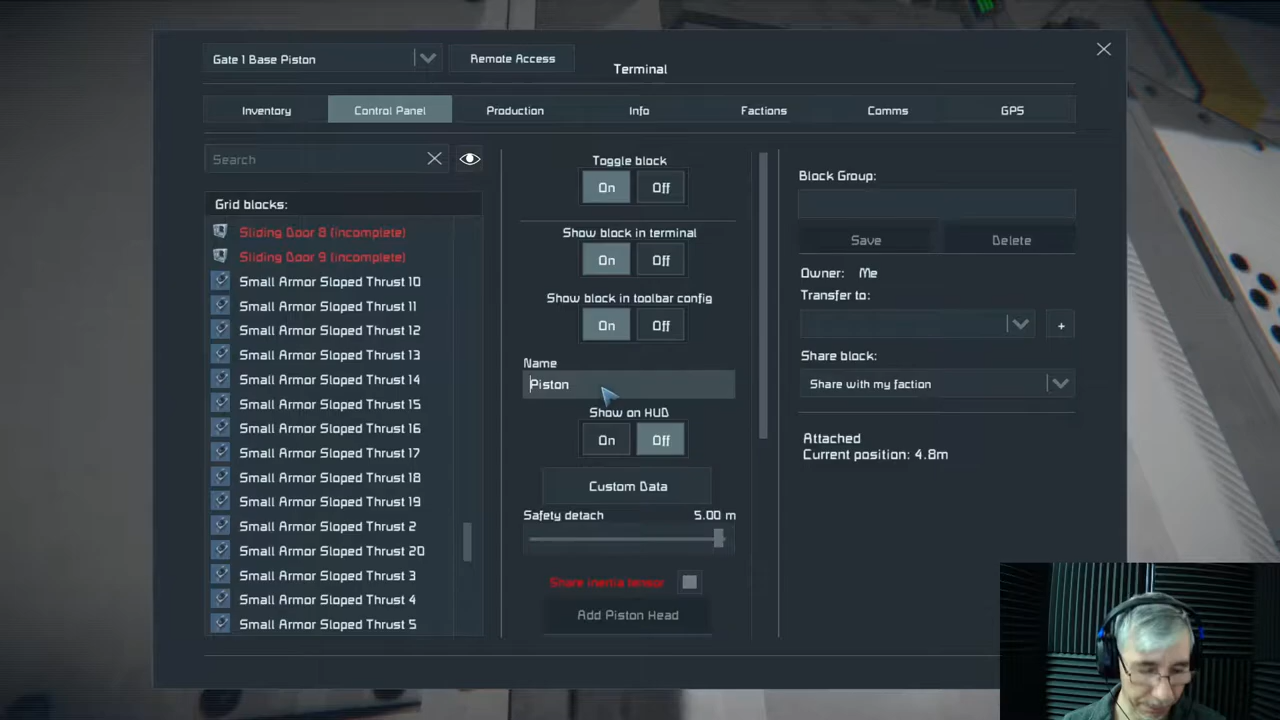 Gate 1 Base Piston
Remote Access
Terminal
Inventory
Control Panel
Production
Info
Factions
Comms
GPS
Search
Grid blocks:
Sliding Door 8 (incomplete)
Sliding Door 9 (incomplete)
Small Armor Sloped Thrust 10
Small Armor Sloped Thrust 11
Small Armor Sloped Thrust 12
Small Armor Sloped Thrust 13
Small Armor Sloped Thrust 14
Small Armor Sloped Thrust 15
Small Armor Sloped Thrust 16
Small Armor Sloped Thrust 17
Small Armor Sloped Thrust 18
Small Armor Sloped Thrust 19
Small Armor Sloped Thrust 2
Small Armor Sloped Thrust 20
Small Armor Sloped Thrust 3
Small Armor Sloped Thrust 4
Small Armor Sloped Thrust 5
Toggle block
On Off
Show block in terminal
On Off
Show block in toolbar config
On Off
Name
Piston
Show on HUD
On Off
Custom Data
Safety detach 5.00 m
Share inertia tensor
Add Piston Head
Block Group:
Save Delete
Owner: Me
Transfer to:
+
Share block:
Share with my faction
Attached
Current position: 4.8m